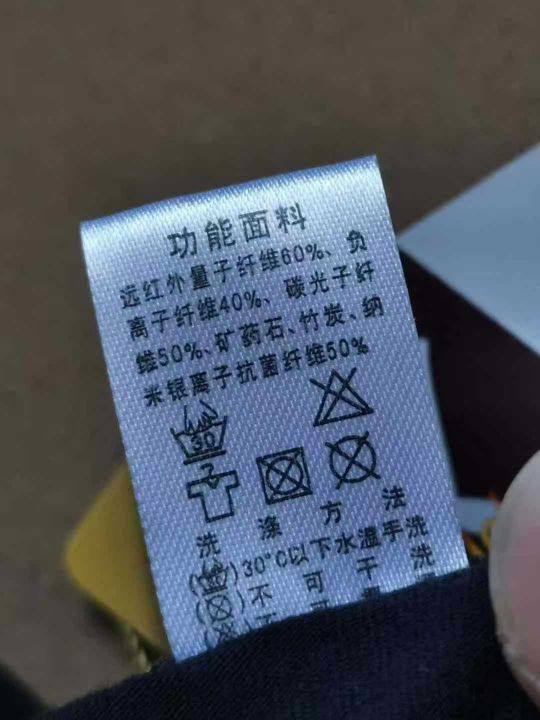 功能面料
远红外量子纤维60%、负
离子纤维40%、碳光子纤
维50%、矿药石、竹炭、纳
米银离子抗菌纤维50%
30
洗涤方法
()30°C以下水温手洗
()不可干洗
()不可